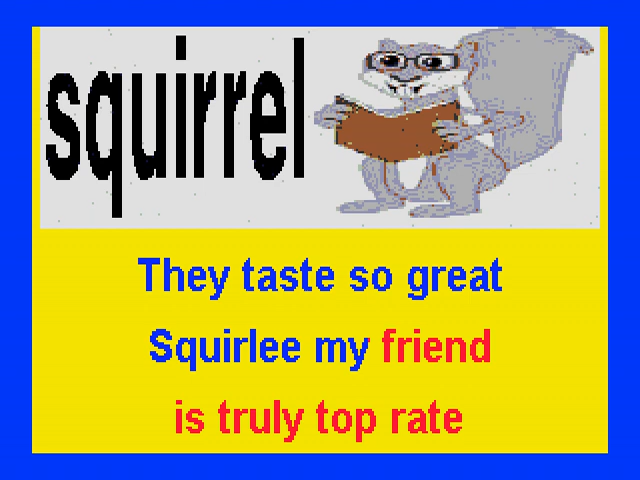 squirrel
They taste so great
Squirlee my friend
is truly top rate